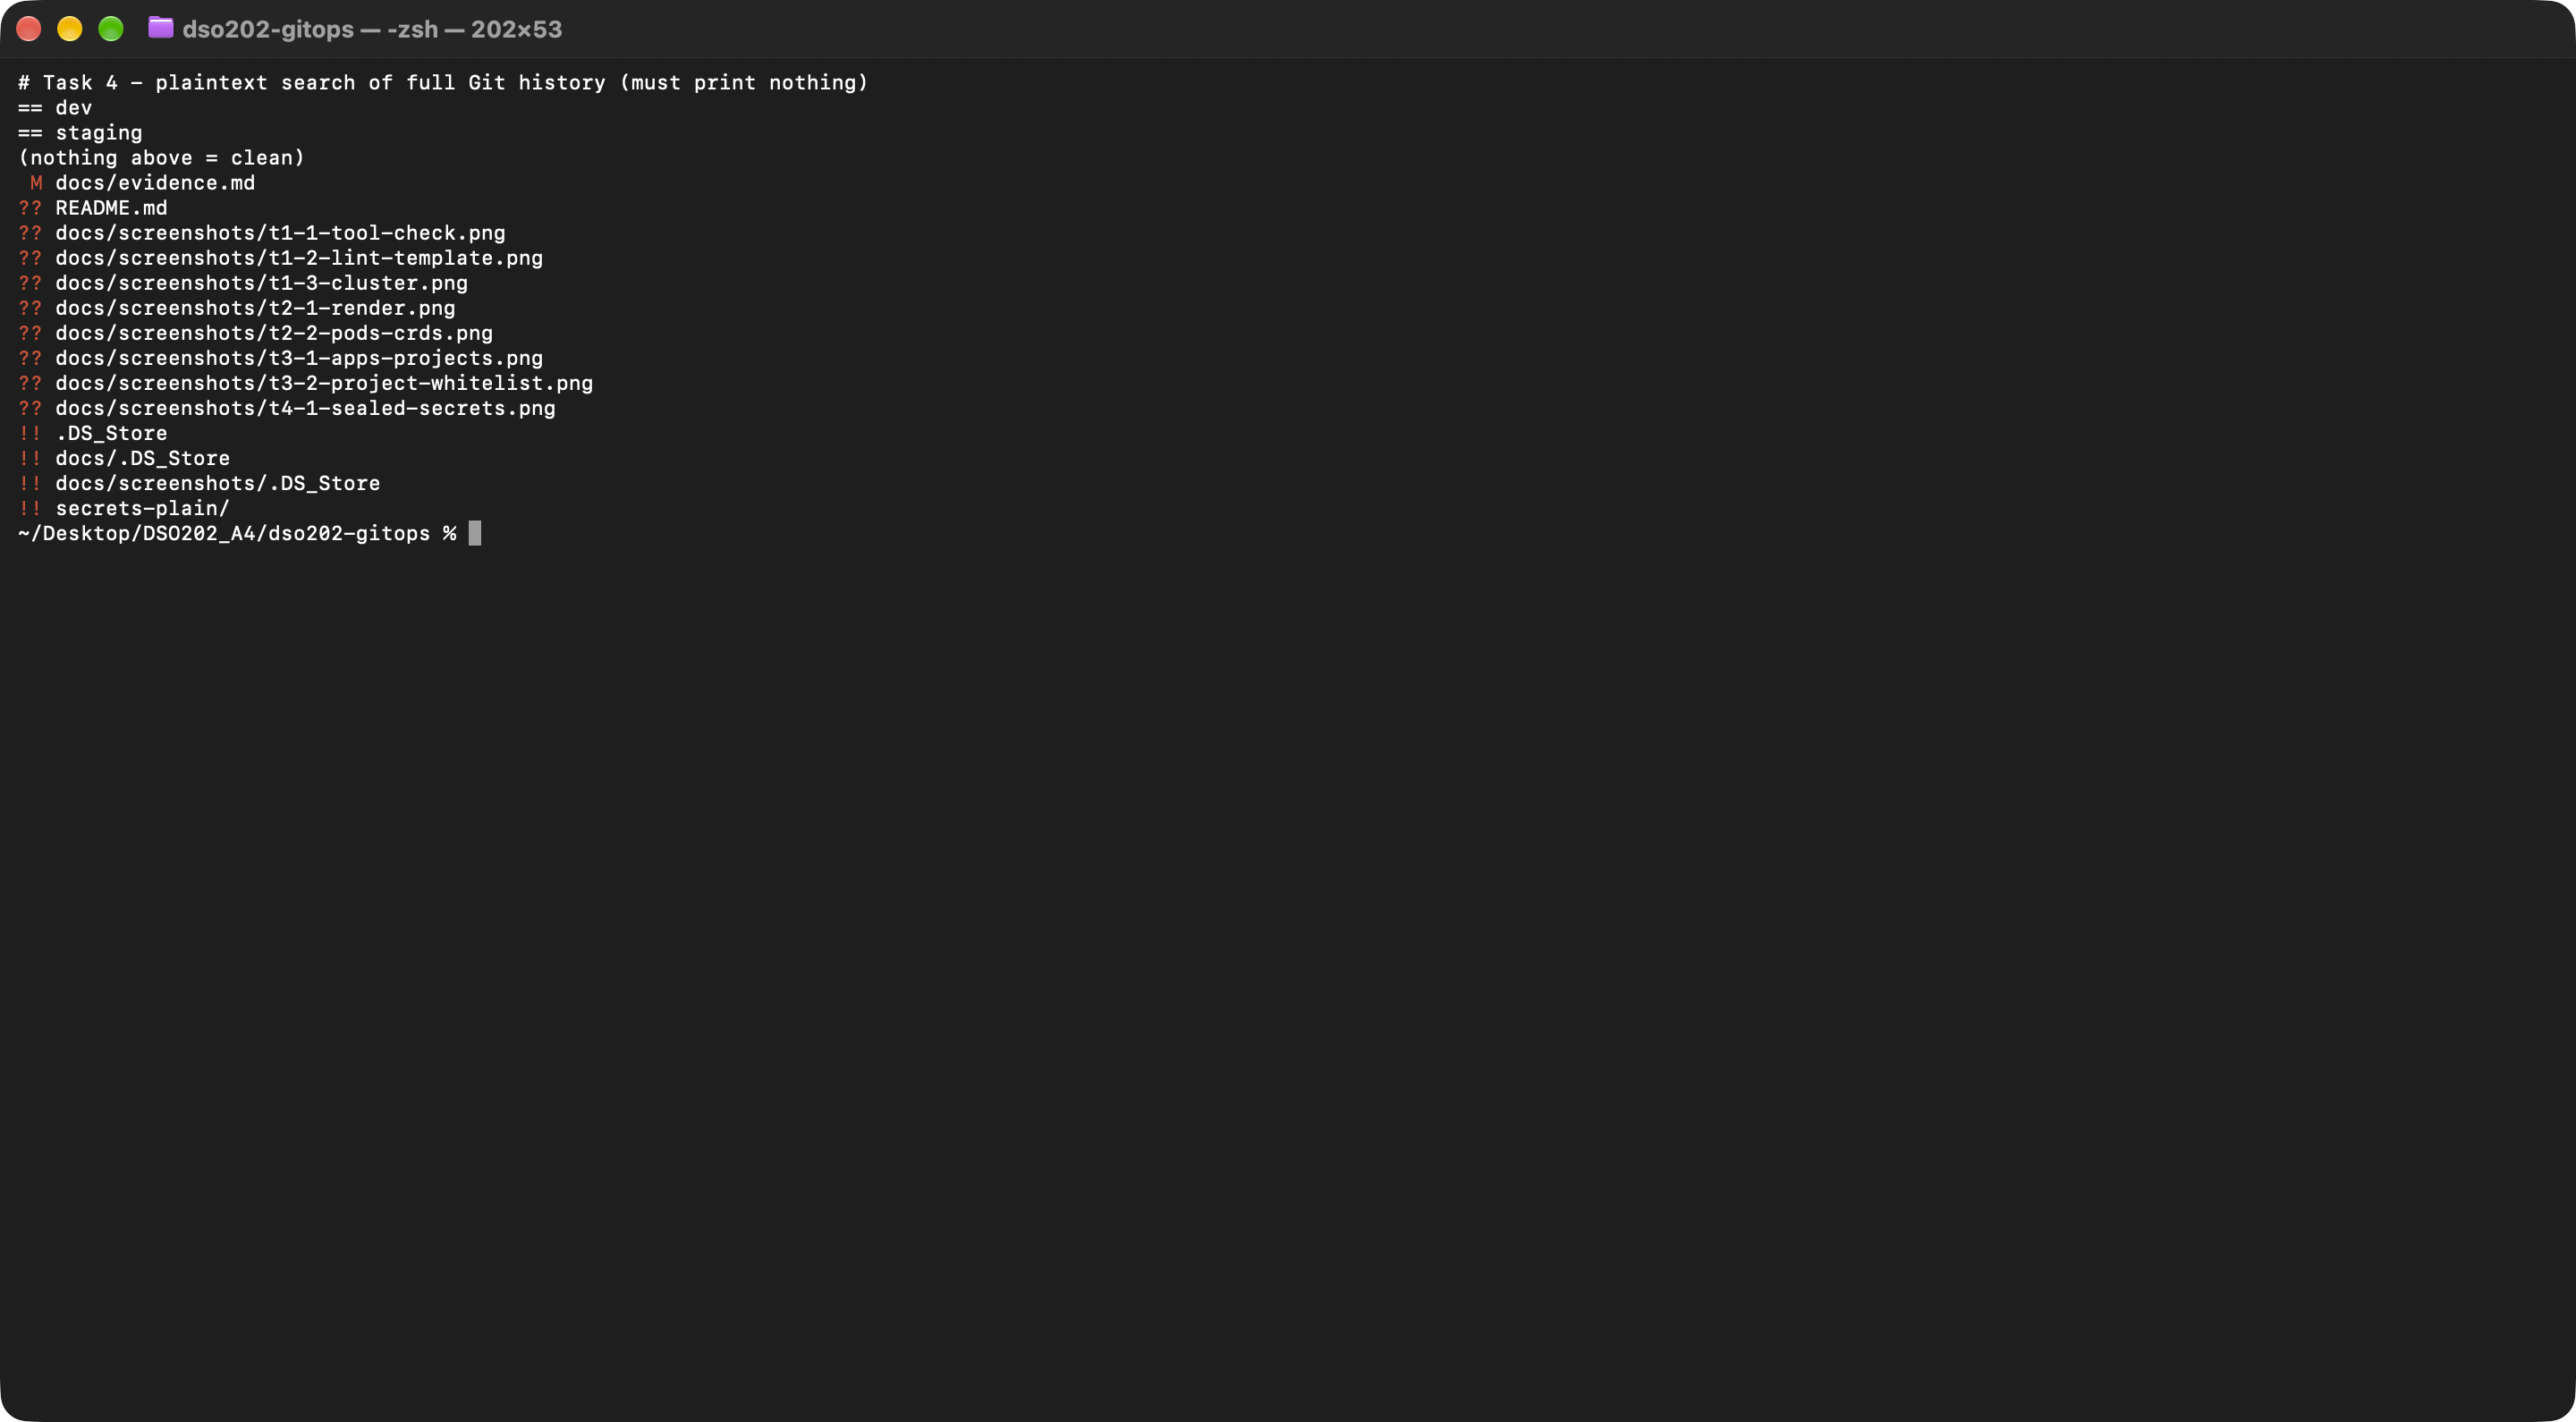 dso202-gitops — -zsh — 202×53
# Task 4 — plaintext search of full Git history (must print nothing)
== dev
== staging
(nothing above = clean)
 M docs/evidence.md
?? README.md
?? docs/screenshots/t1-1-tool-check.png
?? docs/screenshots/t1-2-lint-template.png
?? docs/screenshots/t1-3-cluster.png
?? docs/screenshots/t2-1-render.png
?? docs/screenshots/t2-2-pods-crds.png
?? docs/screenshots/t3-1-apps-projects.png
?? docs/screenshots/t3-2-project-whitelist.png
?? docs/screenshots/t4-1-sealed-secrets.png
!! .DS_Store
!! docs/.DS_Store
!! docs/screenshots/.DS_Store
!! secrets-plain/
~/Desktop/DSO202_A4/dso202-gitops %